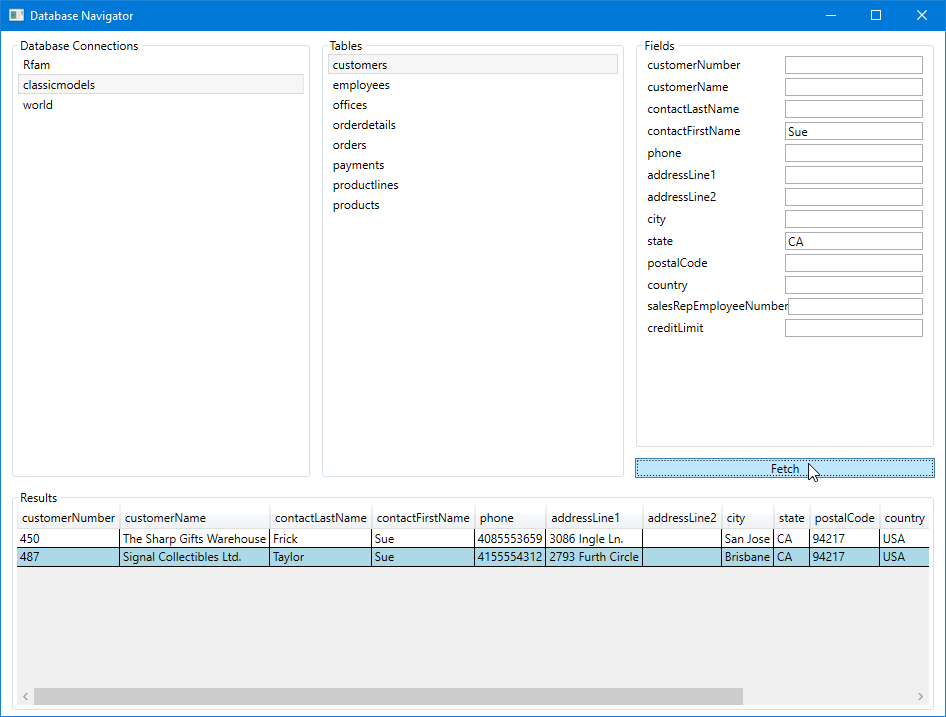 Database Navigator
Database Connections
Rfam
classicmodels
world
Tables
customers
employees
offices
orderdetails
orders
payments
productlines
products
Fields
customerNumber
customerName
contactLastName
contactFirstName Sue
phone
addressLine1
addressLine2
city
state CA
postalCode
country
salesRepEmployeeNumber
creditLimit
Fetch
Results
customerNumber customerName contactLastName contactFirstName phone addressLine1 addressLine2 city state postalCode country
450 The Sharp Gifts Warehouse Frick Sue 4085553659 3086 Ingle Ln. San Jose CA 94217 USA
487 Signal Collectibles Ltd. Taylor Sue 4155554312 2793 Furth Circle Brisbane CA 94217 USA